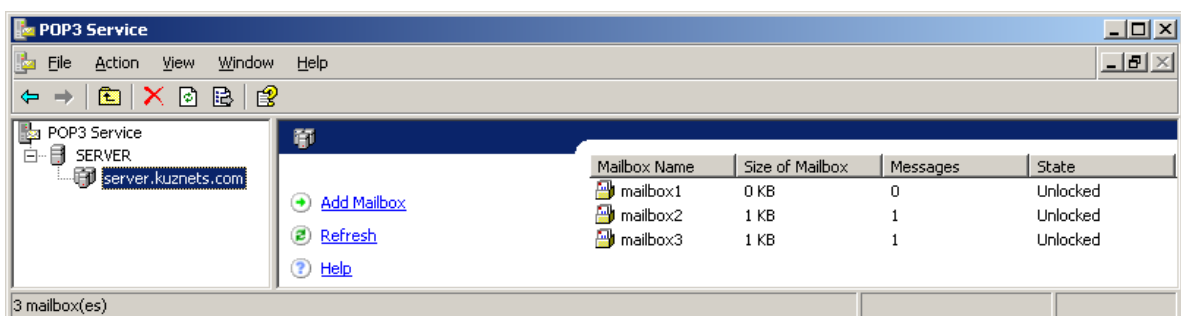 POP3 Service
File Action View Window Help
POP3 Service
SERVER
server.kuznets.com
Add Mailbox
Refresh
Help
Mailbox Name Size of Mailbox Messages State
mailbox1 0 KB 0 Unlocked
mailbox2 1 KB 1 Unlocked
mailbox3 1 KB 1 Unlocked
3 mailbox(es)